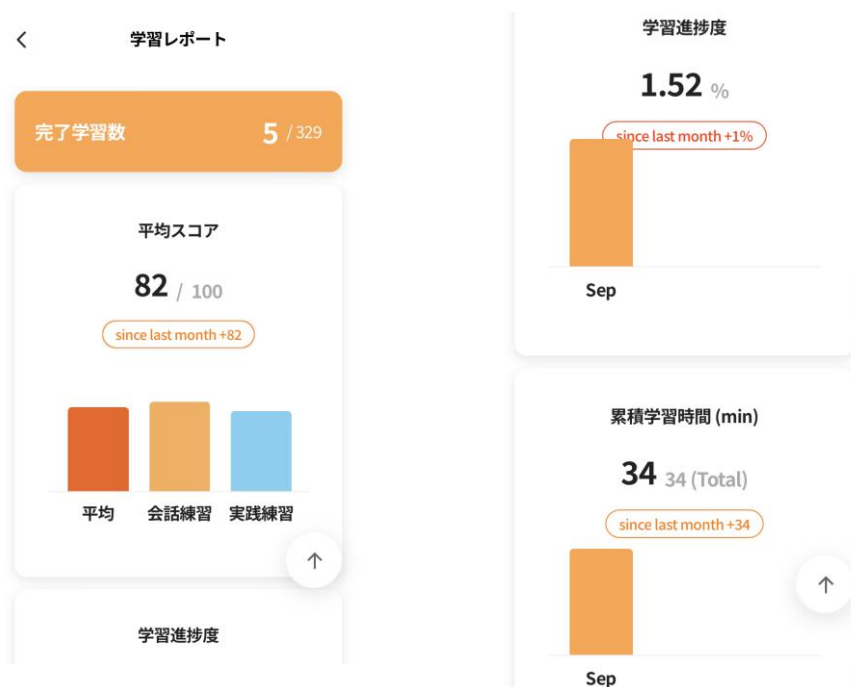 学習レポート
完了学習数 5 / 329
平均スコア
82 / 100
since last month +82
平均 会話練習 実践練習
学習進捗度
学習進捗度
1.52 %
since last month +1%
Sep
累積学習時間 (min)
34 34 (Total)
since last month +34
Sep